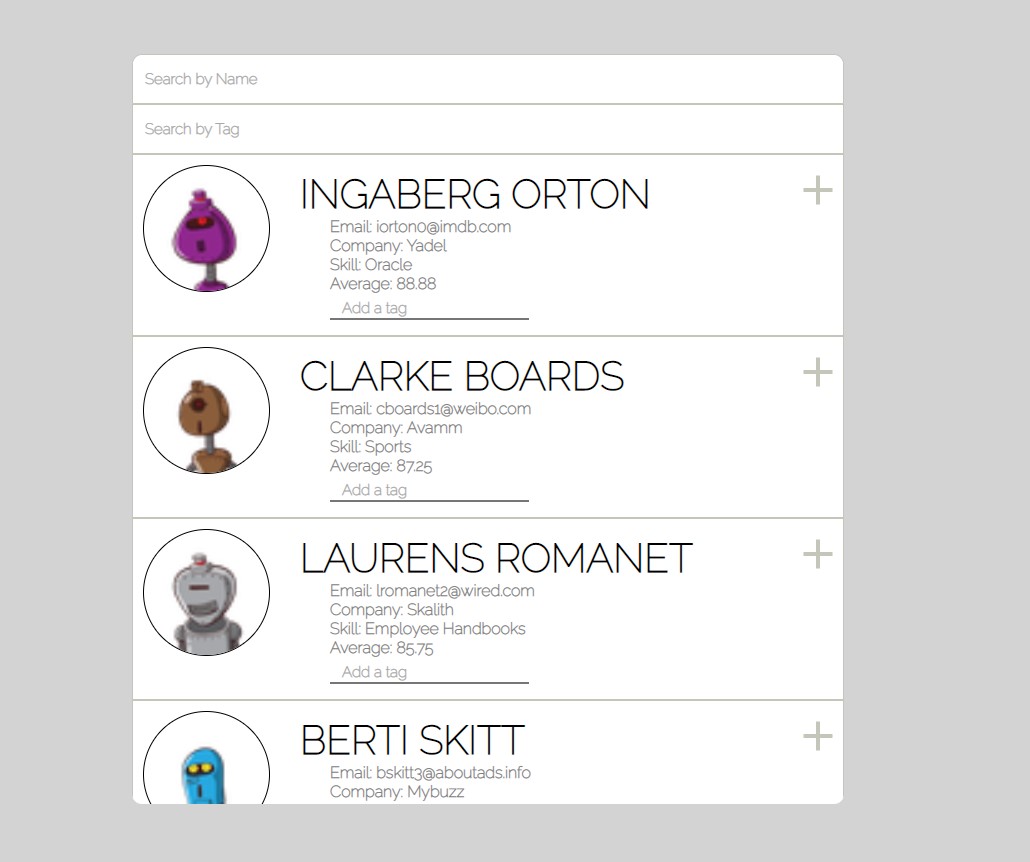 Search by Name
Search by Tag
INGABERG ORTON
Email: iorton0@imdb.com
Company: Yadel
Skill: Oracle
Average: 88.88
Add a tag
CLARKE BOARDS
Email: cboards1@weibo.com
Company: Avamm
Skill: Sports
Average: 87.25
Add a tag
LAURENS ROMANET
Email: lromanet2@wired.com
Company: Skalith
Skill: Employee Handbooks
Average: 85.75
Add a tag
BERTI SKITT
Email: bskitt3@aboutads.info
Company: Mybuzz